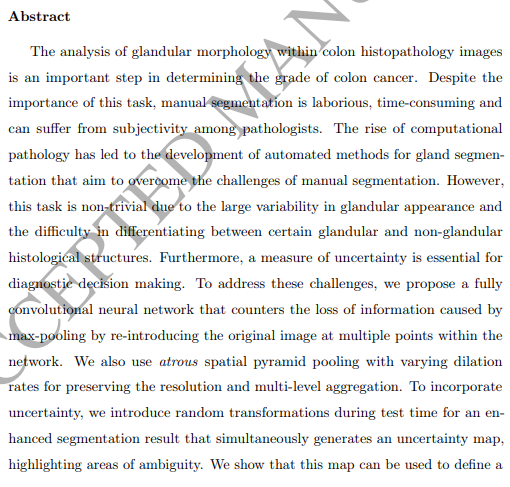 Abstract
The analysis of glandular morphology within colon histopathology images
is an important step in determining the grade of colon cancer. Despite the
importance of this task, manual segmentation is laborious, time-consuming and
can suffer from subjectivity among pathologists. The rise of computational
pathology has led to the development of automated methods for gland segmen-
tation that aim to overcome the challenges of manual segmentation. However,
this task is non-trivial due to the large variability in glandular appearance and
the difficulty in differentiating between certain glandular and non-glandular
histological structures. Furthermore, a measure of uncertainty is essential for
diagnostic decision making. To address these challenges, we propose a fully
convolutional neural network that counters the loss of information caused by
max-pooling by re-introducing the original image at multiple points within the
network. We also use atrous spatial pyramid pooling with varying dilation
rates for preserving the resolution and multi-level aggregation. To incorporate
uncertainty, we introduce random transformations during test time for an en-
hanced segmentation result that simultaneously generates an uncertainty map,
highlighting areas of ambiguity. We show that this map can be used to define a
CCEPTED MAN